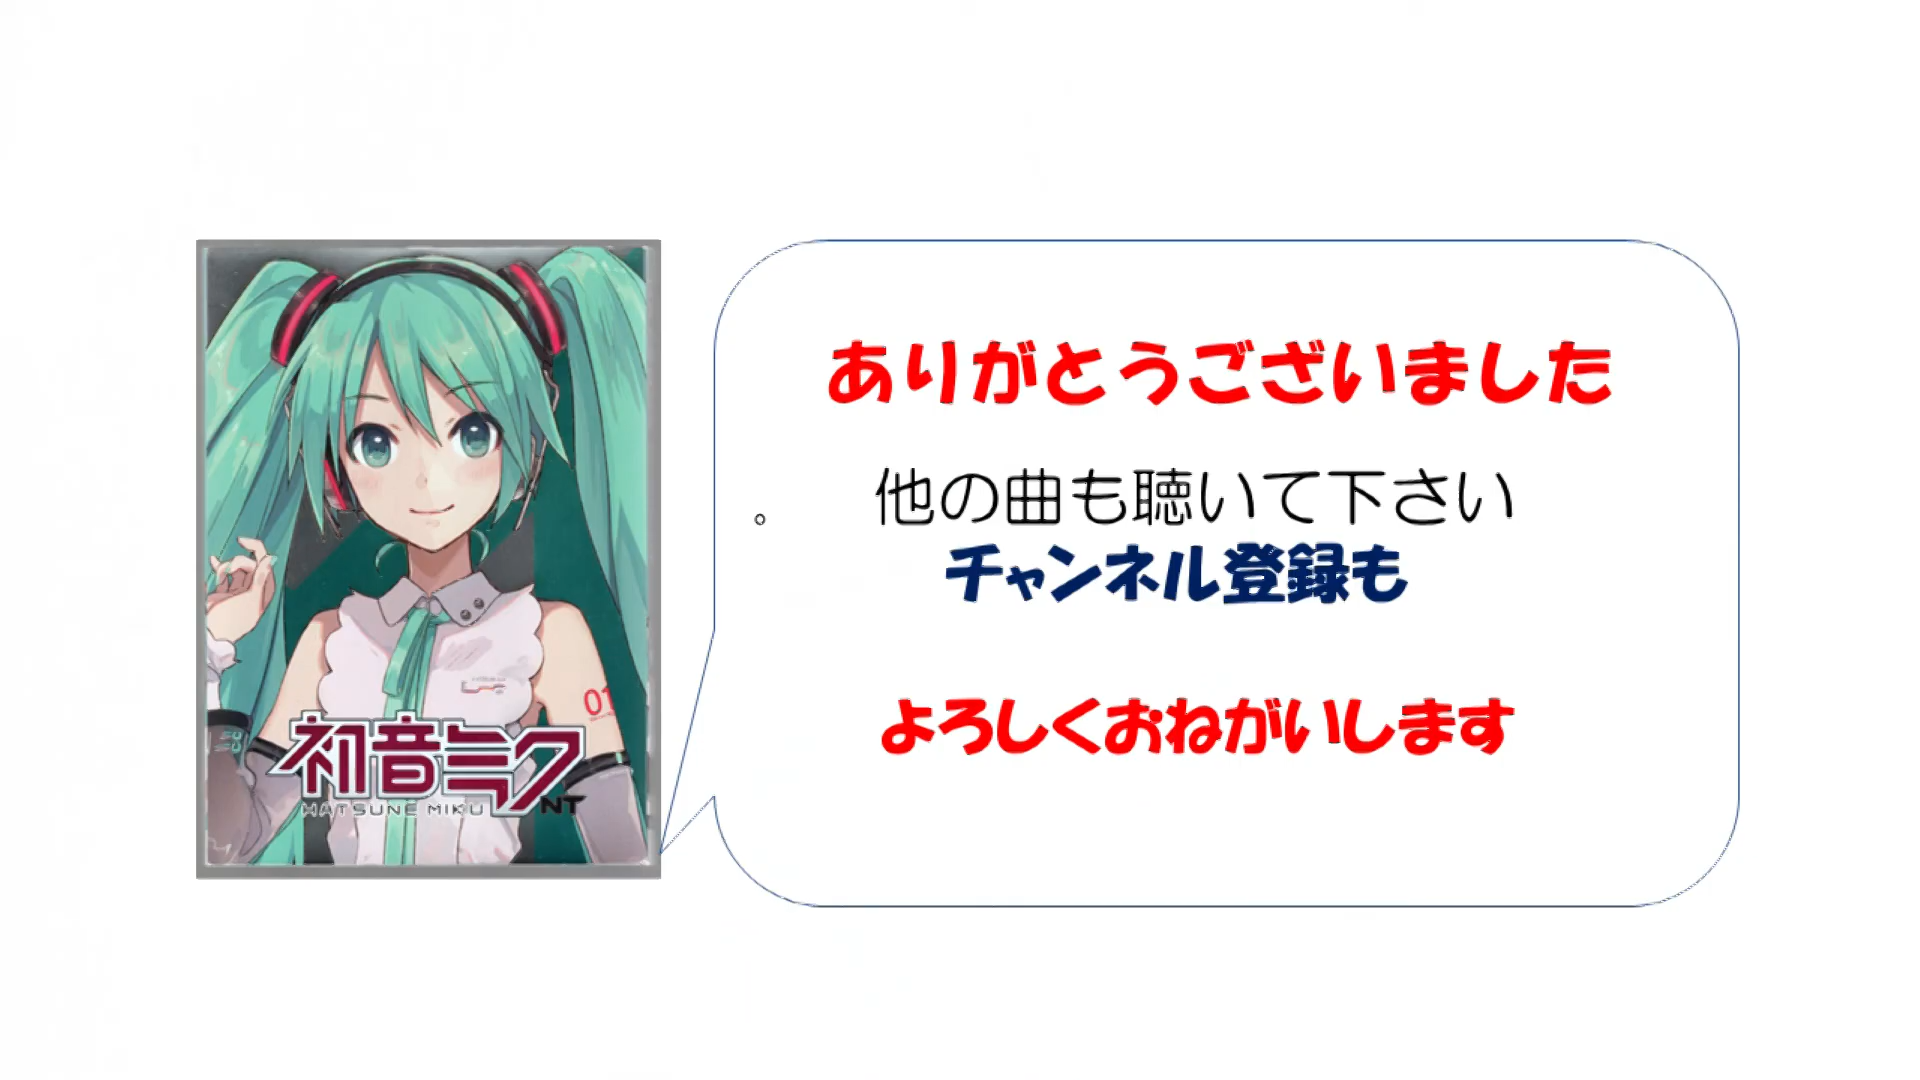 ありがとうございました
他の曲も聴いて下さい
。
チャンネル登録も
よろしくおねがいします
01
初音ミク
HATSUNE MIKU NT